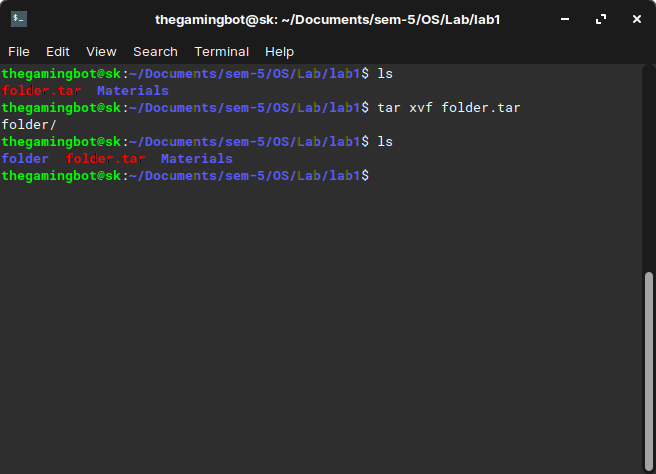 thegamingbot@sk: ~/Documents/sem-5/OS/Lab/lab1
File Edit View Search Terminal Help
thegamingbot@sk:~/Documents/sem-5/OS/Lab/lab1$ ls
folder.tar  Materials
thegamingbot@sk:~/Documents/sem-5/OS/Lab/lab1$ tar xvf folder.tar
folder/
thegamingbot@sk:~/Documents/sem-5/OS/Lab/lab1$ ls
folder  folder.tar  Materials
thegamingbot@sk:~/Documents/sem-5/OS/Lab/lab1$